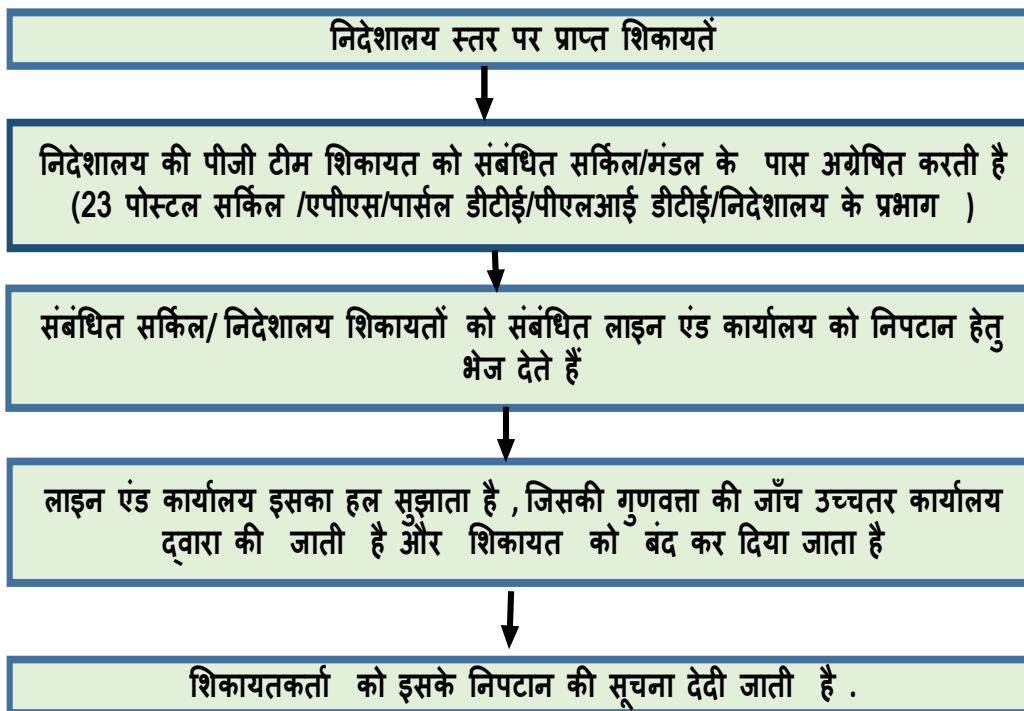 निदेशालय स्तर पर प्राप्त शिकायतें
निदेशालय की पीजी टीम शिकायत को संबंधित सर्किल/मंडल के पास अग्रेषित करती है
(23 पोस्टल सर्किल /एपीएस/पार्सल डीटीई/पीएलआई डीटीई/निदेशालय के प्रभाग )
संबंधित सर्किल/ निदेशालय शिकायतों को संबंधित लाइन एंड कार्यालय को निपटान हेतु
भेज देते हैं
लाइन एंड कार्यालय इसका हल सुझाता है , जिसकी गुणवत्ता की जाँच उच्चतर कार्यालय
द्वारा की जाती है और शिकायत को बंद कर दिया जाता है
शिकायतकर्ता को इसके निपटान की सूचना देदी जाती है .